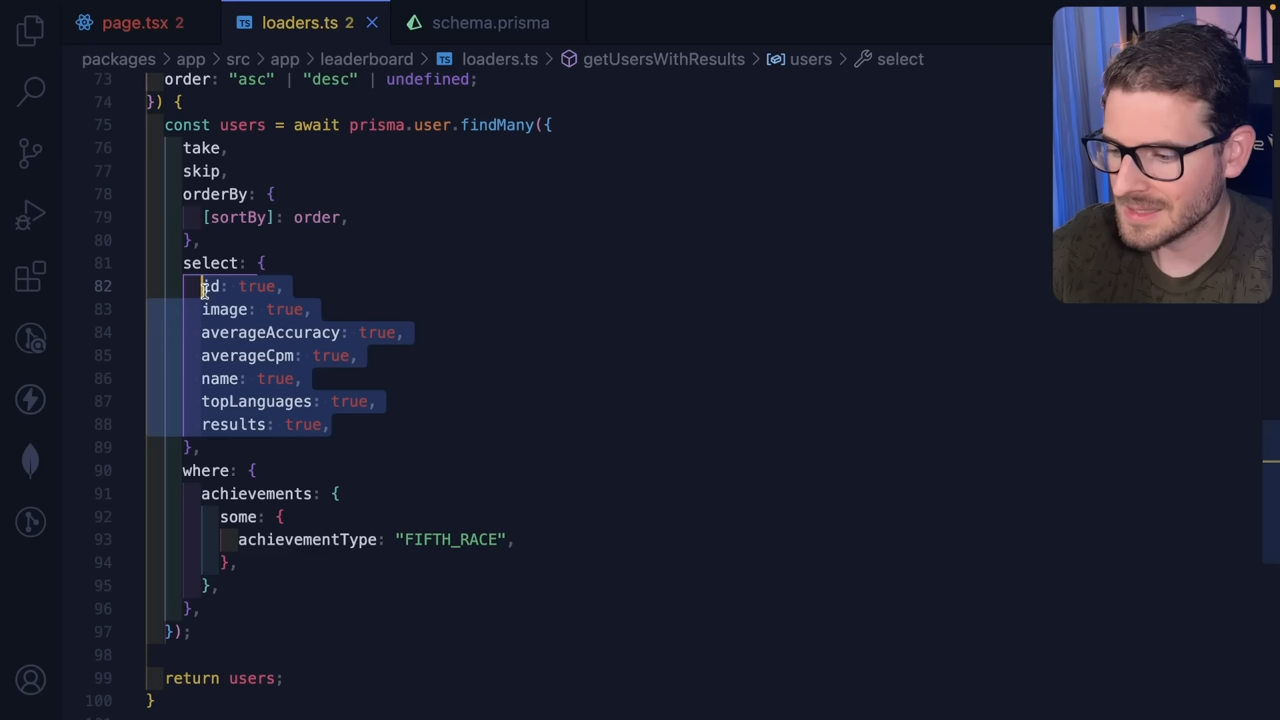 page.tsx 2
TS loaders.ts 2
schema.prisma
packages > app > src > app > leaderboard > TS loaders.ts > getUsersWithResults > users > select
73 order: "asc" | "desc" | undefined;
74 }) {
75 const users = await prisma.user.findMany({
76 take,
77 skip,
78 orderBy: {
79 [sortBy]: order,
80 },
81 select: {
82 id: true,
83 image: true,
84 averageAccuracy: true,
85 averageCpm: true,
86 name: true,
87 topLanguages: true,
88 results: true,
89 },
90 where: {
91 achievements: {
92 some: {
93 achievementType: "FIFTH_RACE",
94 },
95 },
96 },
97 });
98
99 return users;
100 }